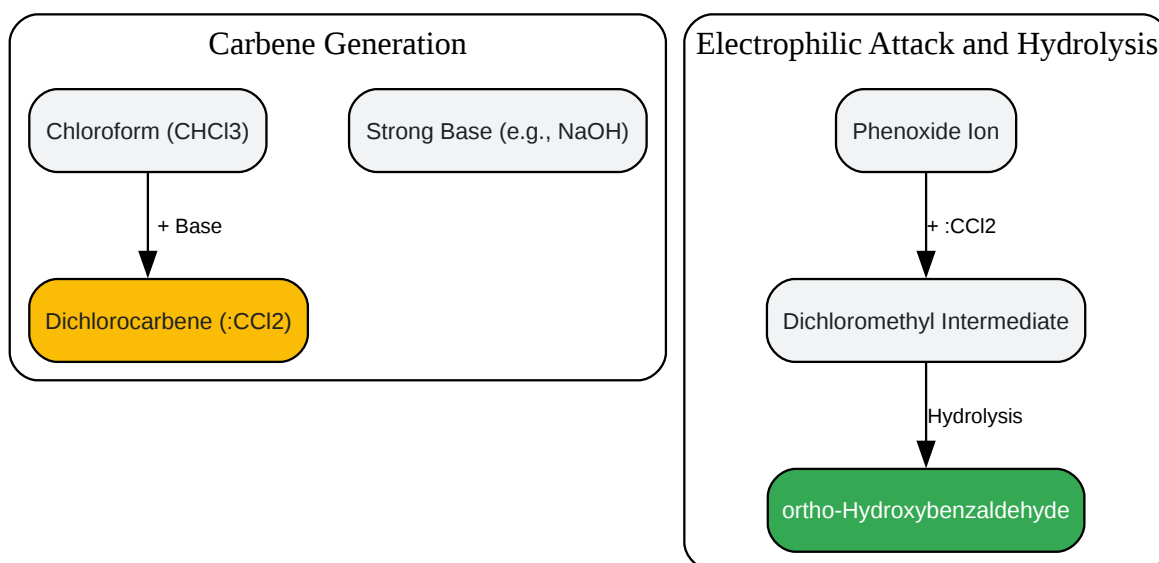 Carbene Generation
Chloroform (CHCl3)
Strong Base (e.g., NaOH)
+ Base
Dichlorocarbene (:CCl2)
Electrophilic Attack and Hydrolysis
Phenoxide Ion
+ :CCl2
Dichloromethyl Intermediate
Hydrolysis
ortho-Hydroxybenzaldehyde